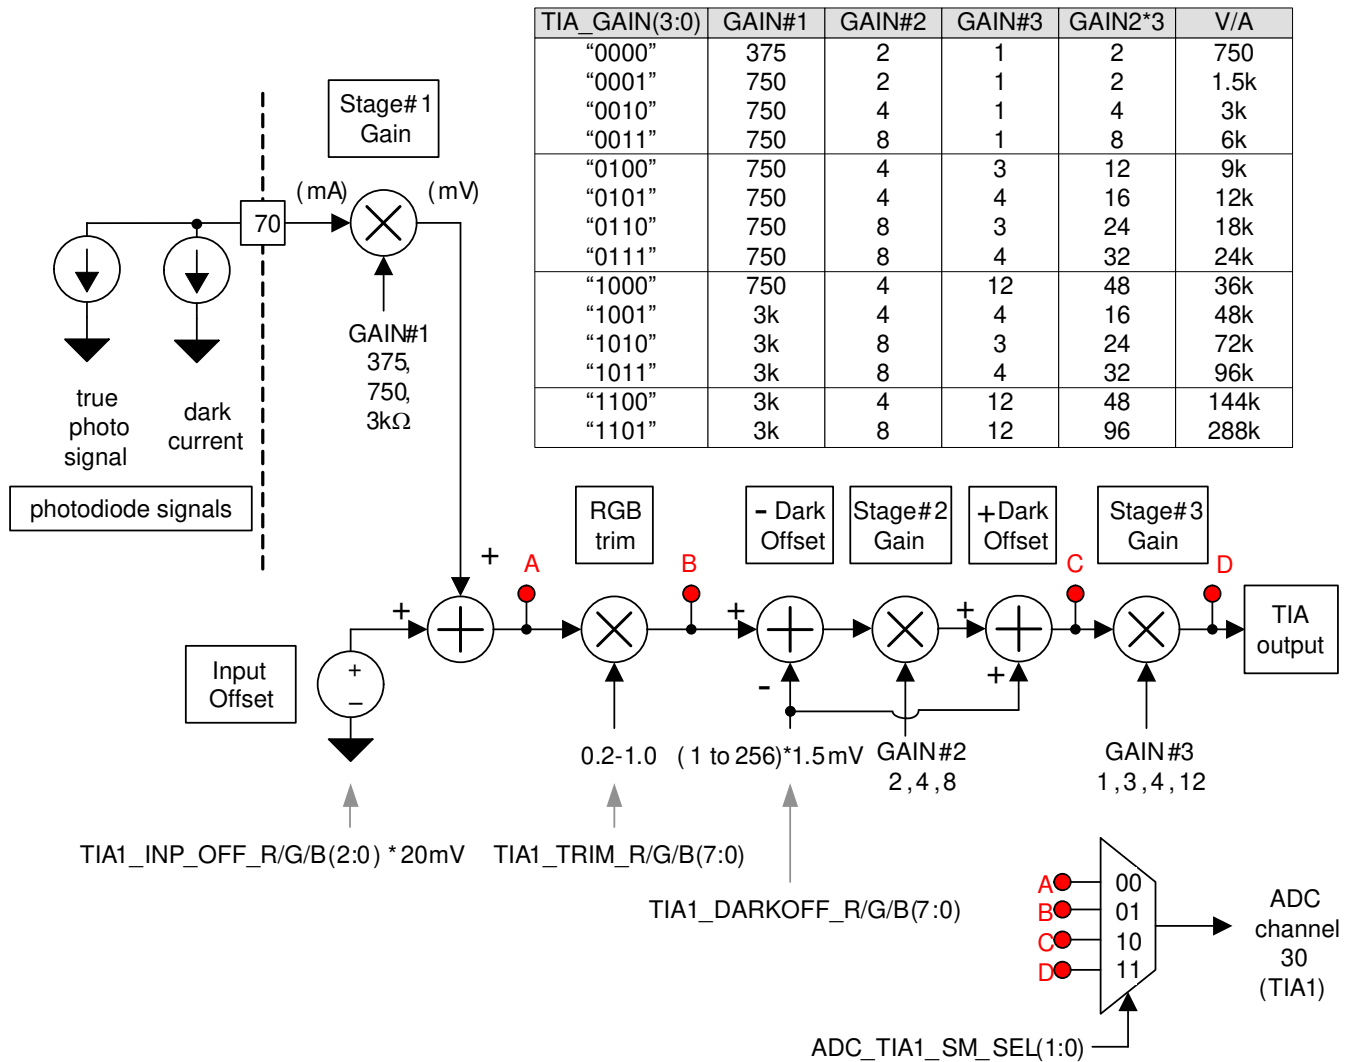 TIA_GAIN(3:0) GAIN#1 GAIN#2 GAIN#3 GAIN2*3 V/A
“0000” 375 2 1 2 750
“0001” 750 2 1 2 1.5k
“0010” 750 4 1 4 3k
“0011” 750 8 1 8 6k
“0100” 750 4 3 12 9k
“0101” 750 4 4 16 12k
“0110” 750 8 3 24 18k
“0111” 750 8 4 32 24k
“1000” 750 4 12 48 36k
“1001” 3k 4 4 16 48k
“1010” 3k 8 3 24 72k
“1011” 3k 8 4 32 96k
“1100” 3k 4 12 48 144k
“1101” 3k 8 12 96 288k
Stage#1
Gain
(mA)
(mV)
70
GAIN#1
375,
750,
3kΩ
true
photo
signal
dark
current
photodiode signals
RGB
trim
- Dark
Offset
Stage#2
Gain
+Dark
Offset
Stage#3
Gain
+
A
B
C
D
+
+
+
TIA
output
Input
Offset
+
−
-
+
0.2-1.0
(1 to 256)*1.5mV
GAIN#2
2,4,8
GAIN#3
1,3,4,12
TIA1_INP_OFF_R/G/B(2:0) *20mV
TIA1_TRIM_R/G/B(7:0)
TIA1_DARKOFF_R/G/B(7:0)
A 00
B 01
C 10
D 11
ADC
channel
30
(TIA1)
ADC_TIA1_SM_SEL(1:0)